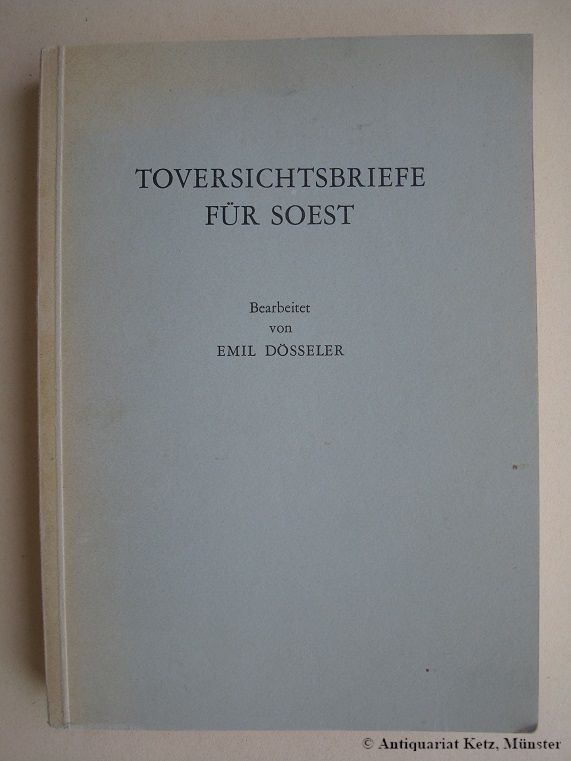 TOVERSICHTSBRIEFE
FÜR SOEST
Bearbeitet
von
EMIL DÖSSELER
© Antiquariat Ketz, Münster